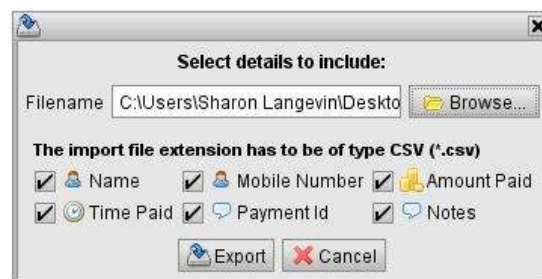 Select details to include:
Filename C:\Users\Sharon Langevin\Deskto Browse...
The import file extension has to be of type CSV (*.csv)
Name Mobile Number Amount Paid
Time Paid Payment Id Notes
Export Cancel